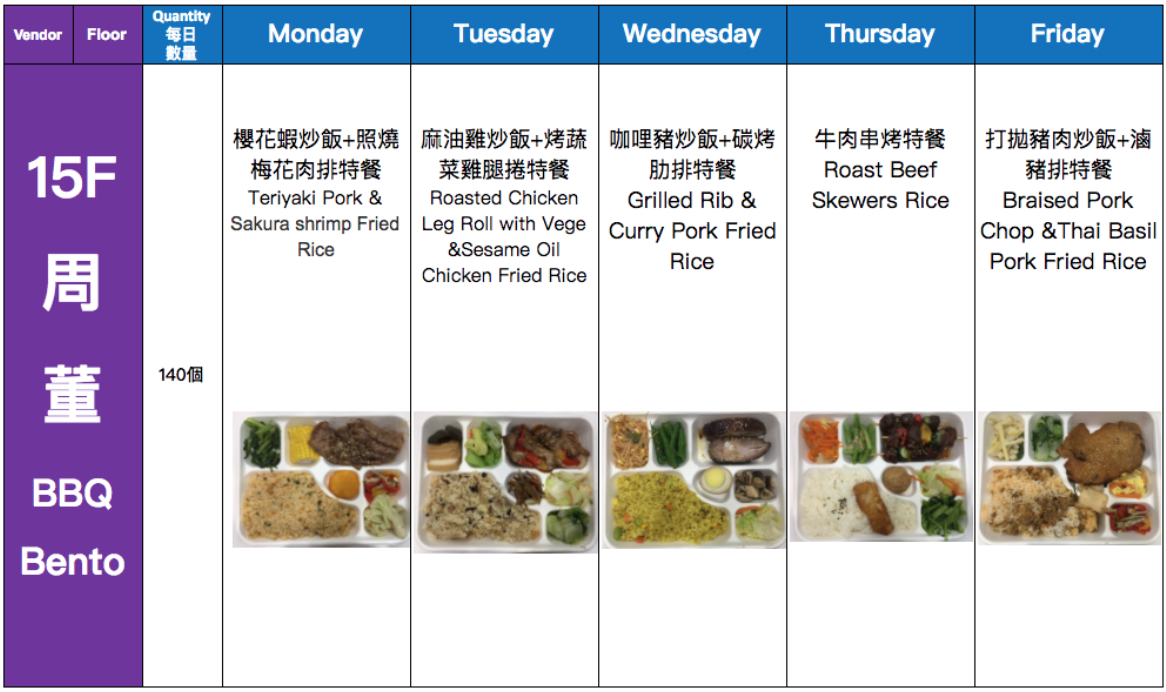 Vendor
Floor
Quantity
每日
數量
Monday
Tuesday
Wednesday
Thursday
Friday
15F
周
董
BBQ
Bento
140個
櫻花蝦炒飯+照燒
梅花肉排特餐
Teriyaki Pork &
Sakura shrimp Fried
Rice
麻油雞炒飯+烤蔬
菜雞腿捲特餐
Roasted Chicken
Leg Roll with Vege
&Sesame Oil
Chicken Fried Rice
咖哩豬炒飯+碳烤
肋排特餐
Grilled Rib &
Curry Pork Fried
Rice
牛肉串烤特餐
Roast Beef
Skewers Rice
打拋豬肉炒飯+滷
豬排特餐
Braised Pork
Chop &Thai Basil
Pork Fried Rice